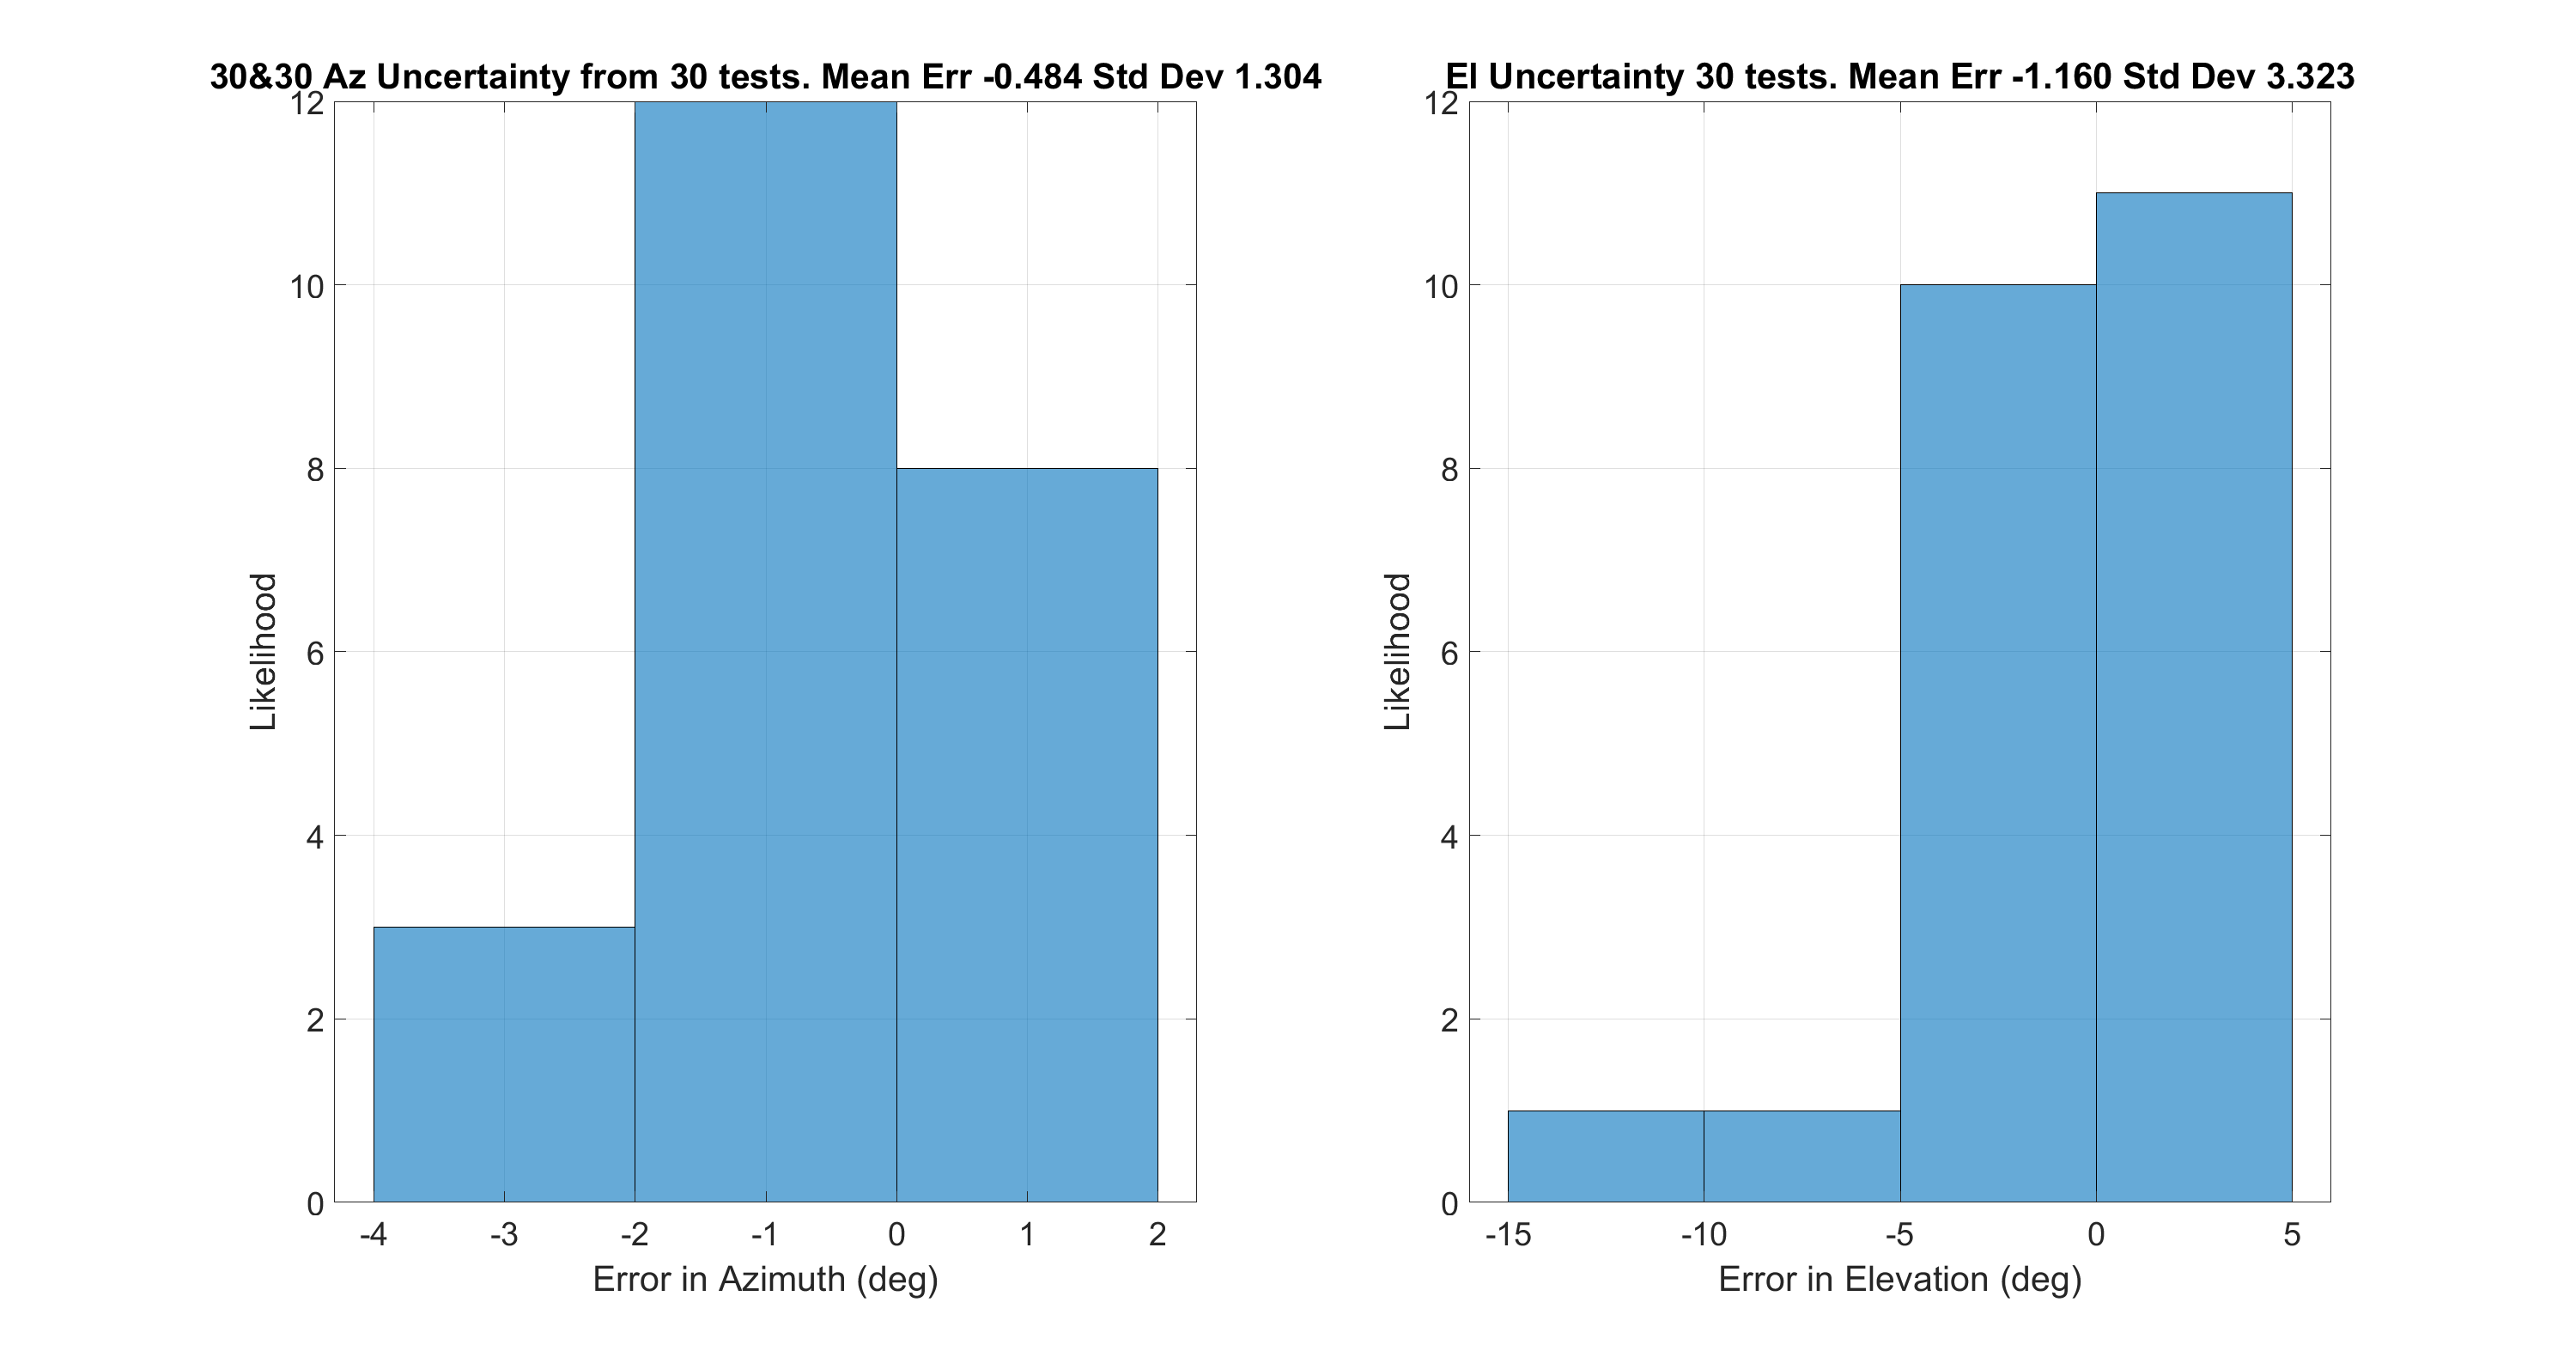 30&30 Az Uncertainty from 30 tests. Mean Err -0.484 Std Dev 1.304
12
10
8
6
4
2
0
Likelihood
-4 -3 -2 -1 0 1 2
Error in Azimuth (deg)
El Uncertainty 30 tests. Mean Err -1.160 Std Dev 3.323
12
10
8
6
4
2
0
Likelihood
-15 -10 -5 0 5
Error in Elevation (deg)